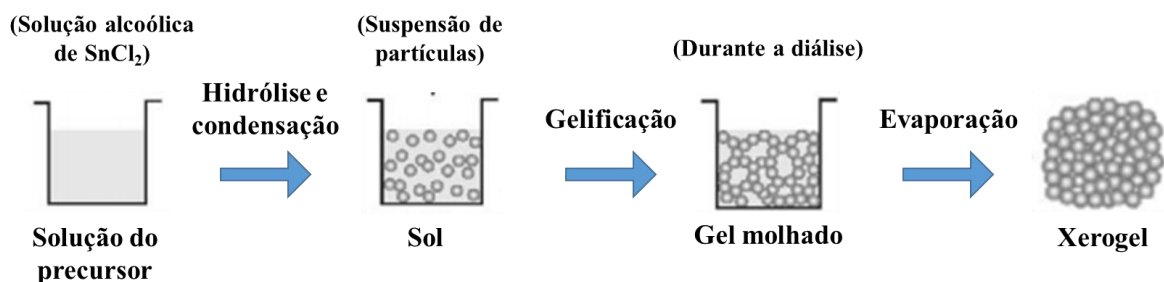 (Solução alcoólica
de SnCl₂)
Hidrólise e
condensação
Solução do
precursor
(Suspensão de
partículas)
Sol
Gelificação
(Durante a diálise)
Gel molhado
Evaporação
Xerogel